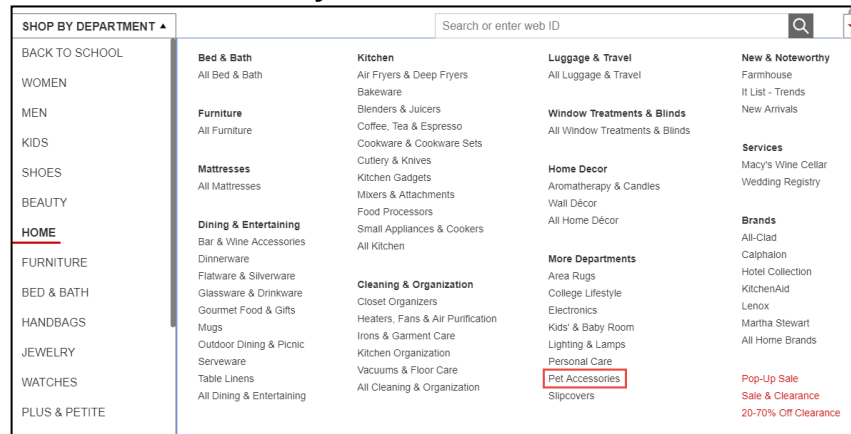 SHOP BY DEPARTMENT ▲
Search or enter web ID
BACK TO SCHOOL
WOMEN
MEN
KIDS
SHOES
BEAUTY
HOME
FURNITURE
BED & BATH
HANDBAGS
JEWELRY
WATCHES
PLUS & PETITE
Bed & Bath
All Bed & Bath
Furniture
All Furniture
Mattresses
All Mattresses
Dining & Entertaining
Bar & Wine Accessories
Dinnerware
Flatware & Silverware
Glassware & Drinkware
Gourmet Food & Gifts
Mugs
Outdoor Dining & Picnic
Serveware
Table Linens
All Dining & Entertaining
Kitchen
Air Fryers & Deep Fryers
Bakeware
Blenders & Juicers
Coffee, Tea & Espresso
Cookware & Cookware Sets
Cutlery & Knives
Kitchen Gadgets
Mixers & Attachments
Food Processors
Small Appliances & Cookers
All Kitchen
Cleaning & Organization
Closet Organizers
Heaters, Fans & Air Purification
Irons & Garment Care
Kitchen Organization
Vacuums & Floor Care
All Cleaning & Organization
Luggage & Travel
All Luggage & Travel
Window Treatments & Blinds
All Window Treatments & Blinds
Home Decor
Aromatherapy & Candles
Wall Décor
All Home Décor
More Departments
Area Rugs
College Lifestyle
Electronics
Kids' & Baby Room
Lighting & Lamps
Personal Care
Pet Accessories
Slipcovers
New & Noteworthy
Farmhouse
It List - Trends
New Arrivals
Services
Macy's Wine Cellar
Wedding Registry
Brands
All-Clad
Calphalon
Hotel Collection
KitchenAid
Lenox
Martha Stewart
All Home Brands
Pop-Up Sale
Sale & Clearance
20-70% Off Clearance